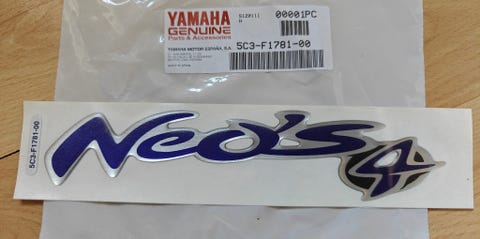 YAMAHA
GENUINE
Parts & Accessories
YAMAHA MOTOR ESPAÑA, S.A.
00001PC
5C3-F1781-00
5C3-F1781-00
Neo's
4